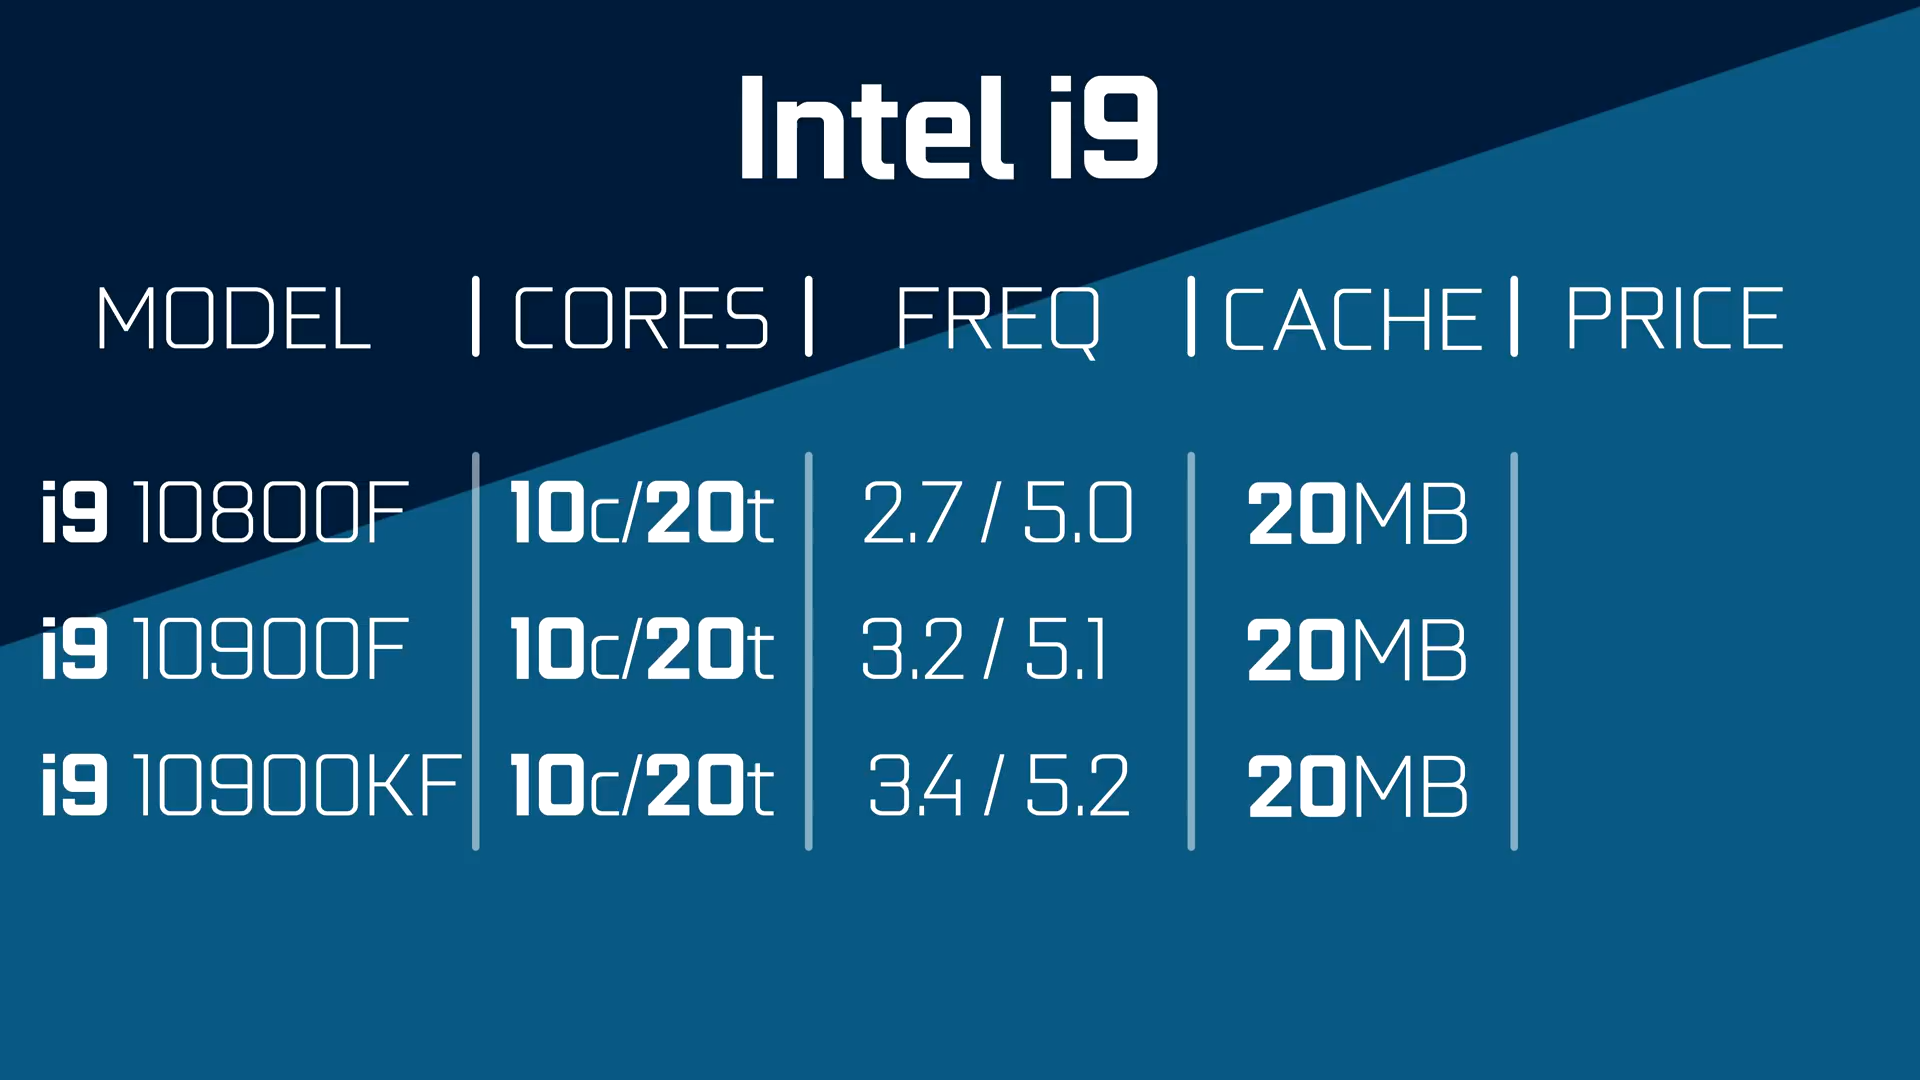 Intel i9
MODEL | CORES | FREQ | CACHE | PRICE
i9 10800F 10c/20t 2.7 / 5.0 20MB
i9 10900F 10c/20t 3.2 / 5.1 20MB
i9 10900KF 10c/20t 3.4 / 5.2 20MB